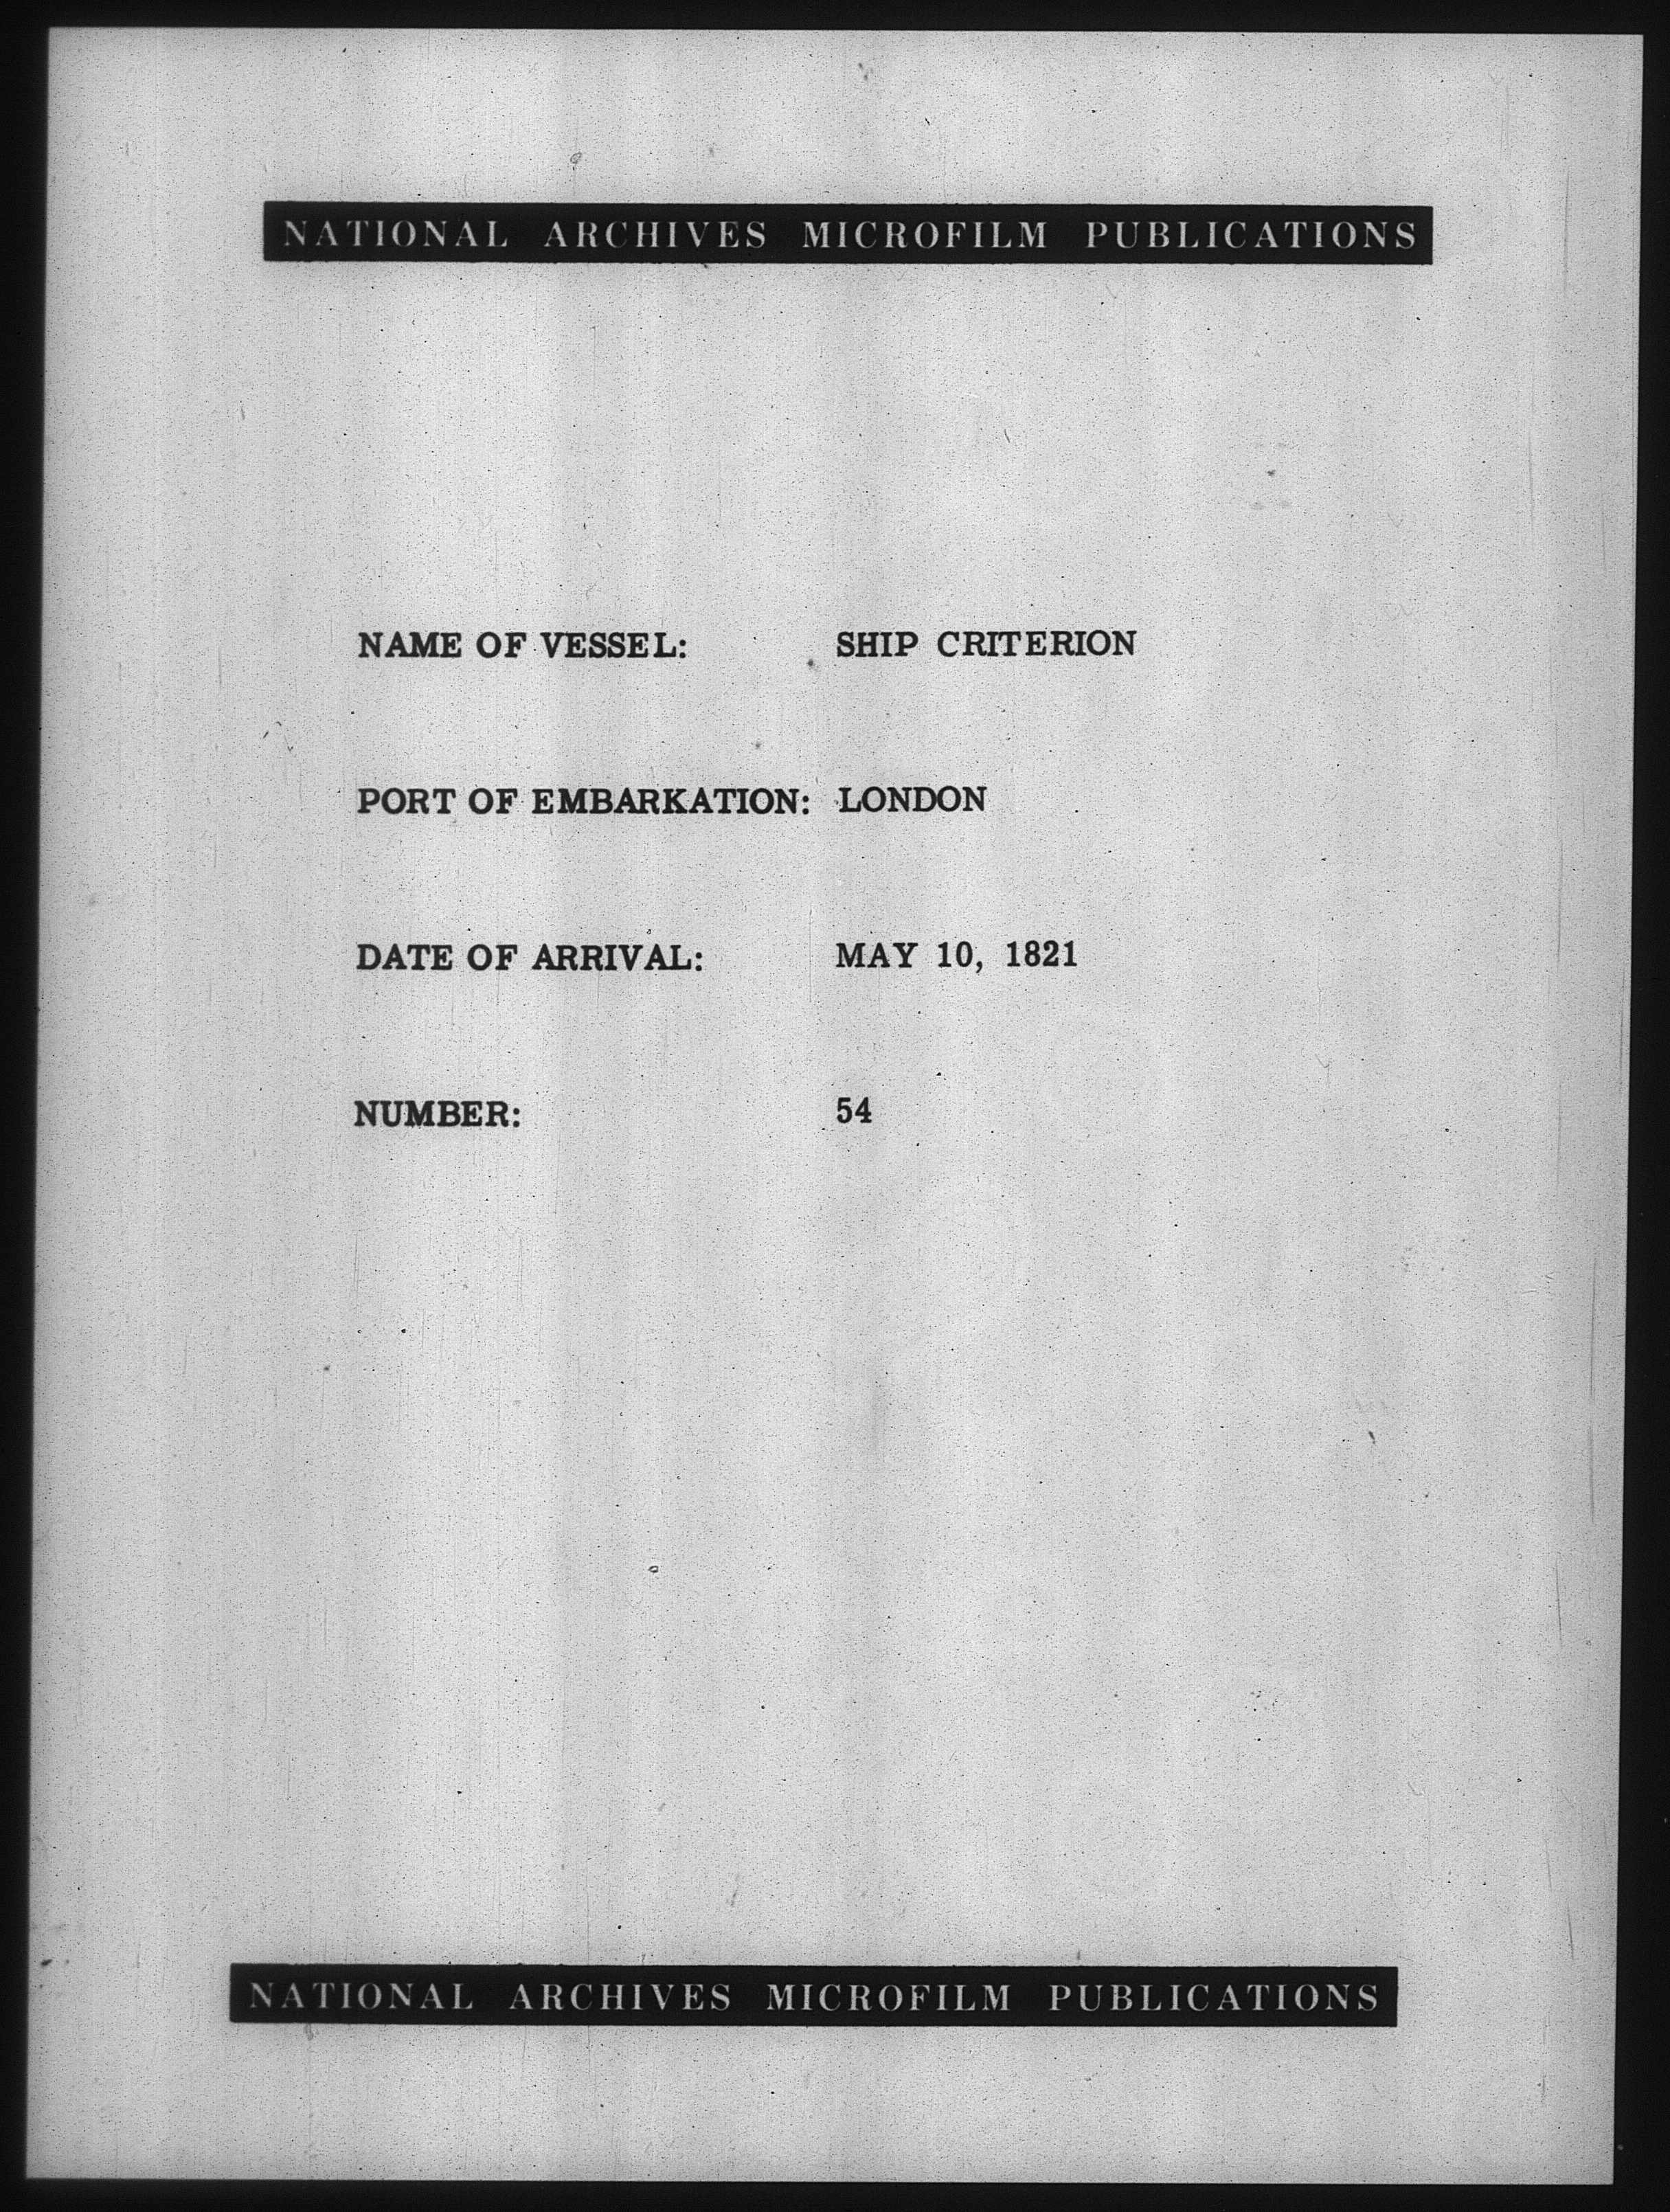 NATIONAL ARCHIVES MICROFILM PUBLICATIONS
NAME OF VESSEL: SHIP CRITERION
PORT OF EMBARKATION: LONDON
DATE OF ARRIVAL: MAY 10, 1821
NUMBER: 54
NATIONAL ARCHIVES MICROFILM PUBLICATIONS